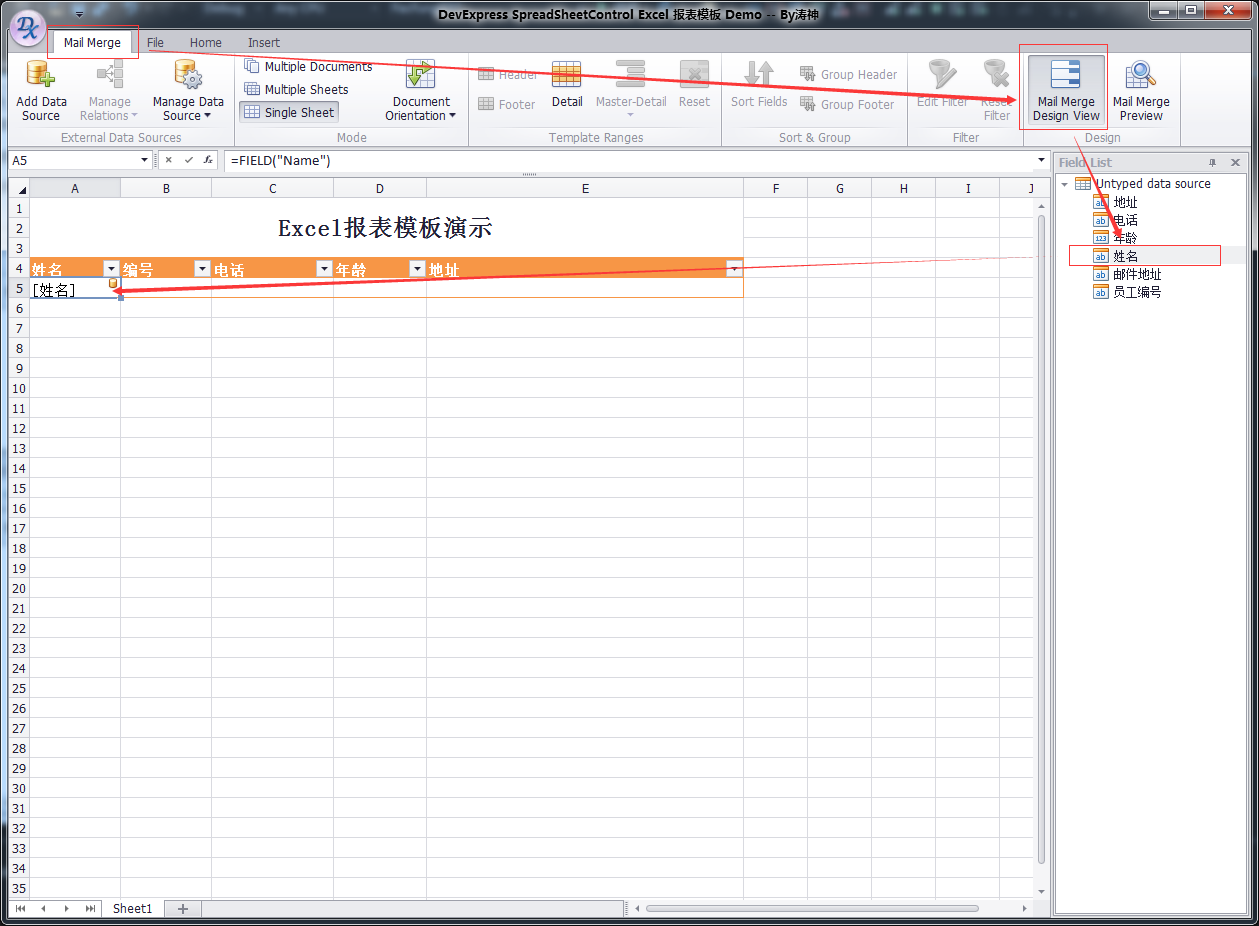 DevExpress SpreadSheetControl Excel 报表模板 Demo -- By涛神
Mail Merge File Home Insert
Add Data Source
Manage Relations
Manage Data Source
External Data Sources
Multiple Documents
Multiple Sheets
Single Sheet
Document Orientation
Mode
Header
Footer
Detail
Master-Detail
Reset
Template Ranges
Sort Fields
Group Header
Group Footer
Sort & Group
Edit Filter
Reset Filter
Filter
Mail Merge Design View
Mail Merge Preview
Design
A5 fx =FIELD("Name")
Field List
Untyped data source
地址
电话
年龄
姓名
邮件地址
员工编号
A B C D E F G H I J
1
2 Excel报表模板演示
3
4 姓名 编号 电话 年龄 地址
5 [姓名]
6
7
8
9
10
11
12
13
14
15
16
17
18
19
20
21
22
23
24
25
26
27
28
29
30
31
32
33
34
35
Sheet1